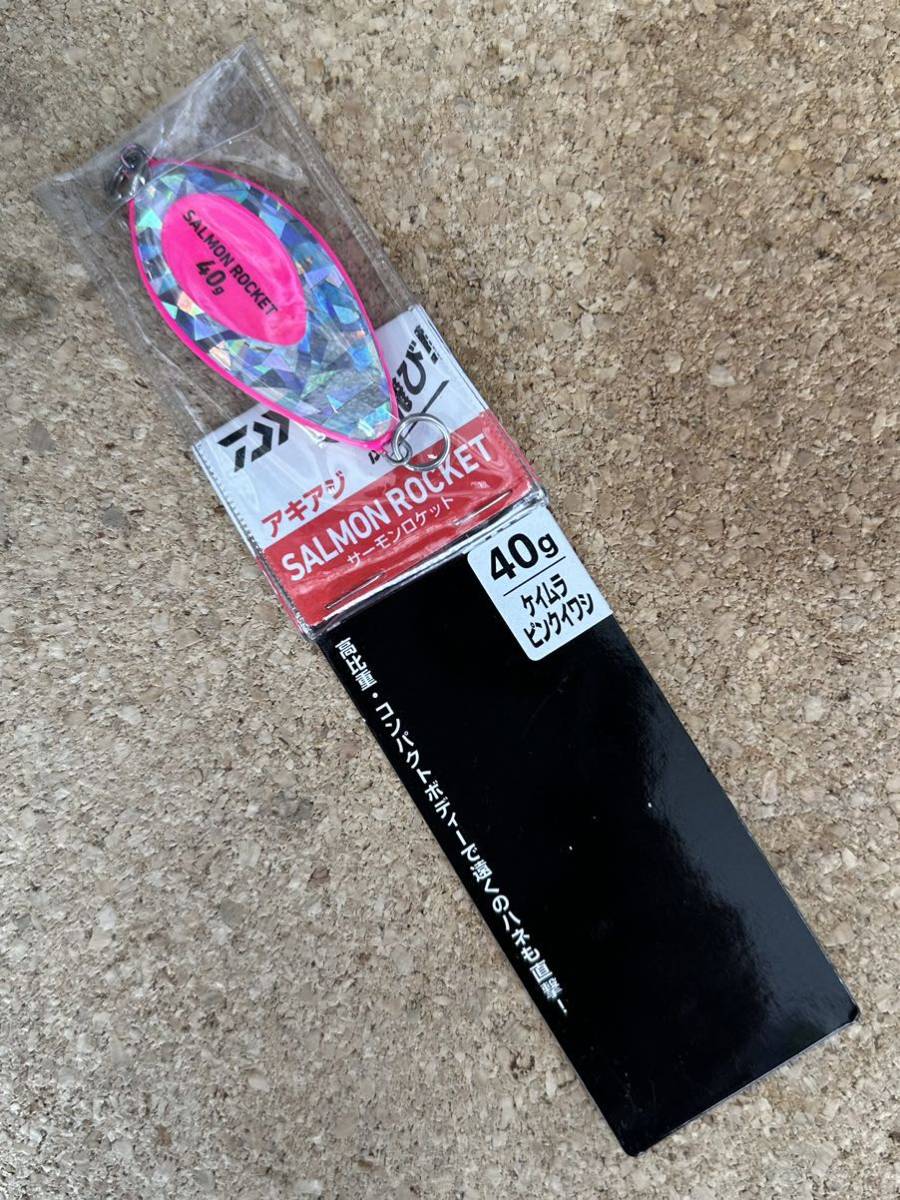 SALMON ROCKET
40g
アキアジ
SALMON ROCKET
サーモンロケット
40g
ケイムラ
ピンクイワシ
高比重・コンパクトボディーで遠くのハネも直撃!